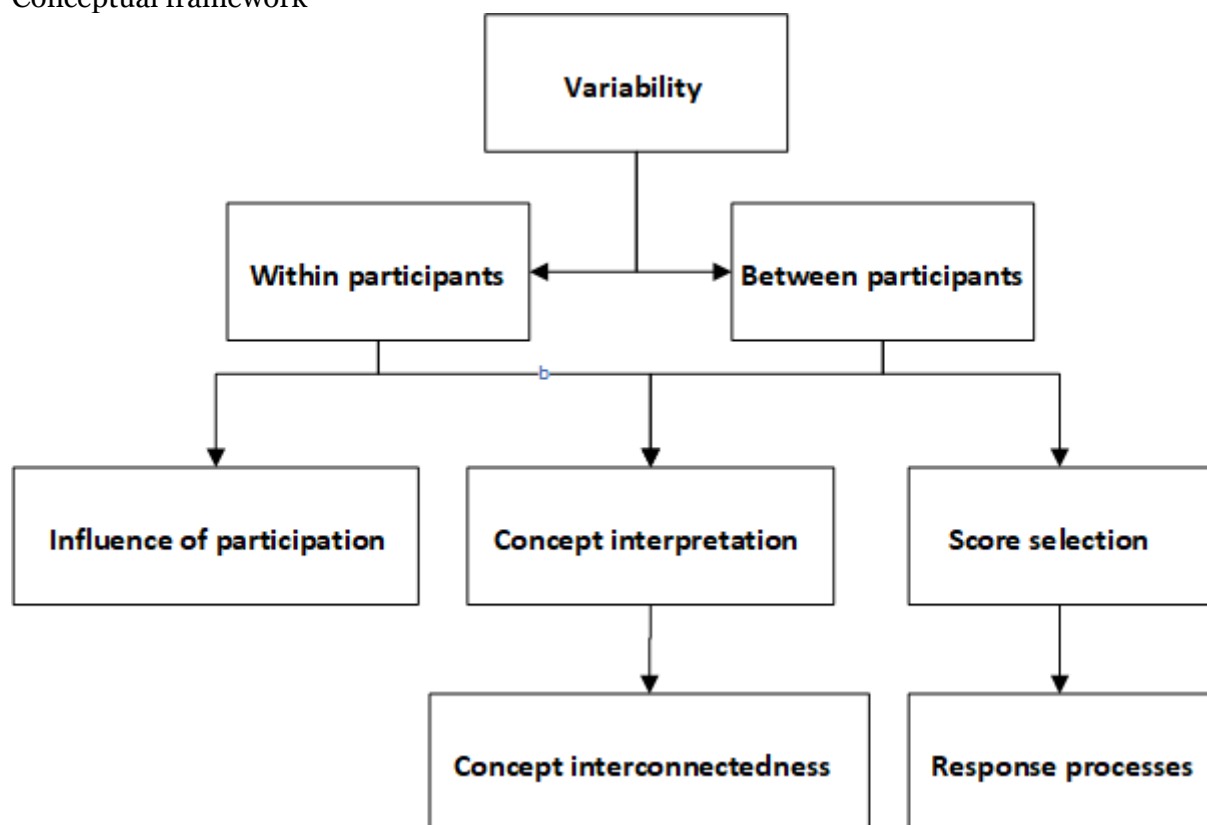 Conceptual framework
Variability
Within participants
Between participants
b
Influence of participation
Concept interpretation
Score selection
Concept interconnectedness
Response processes